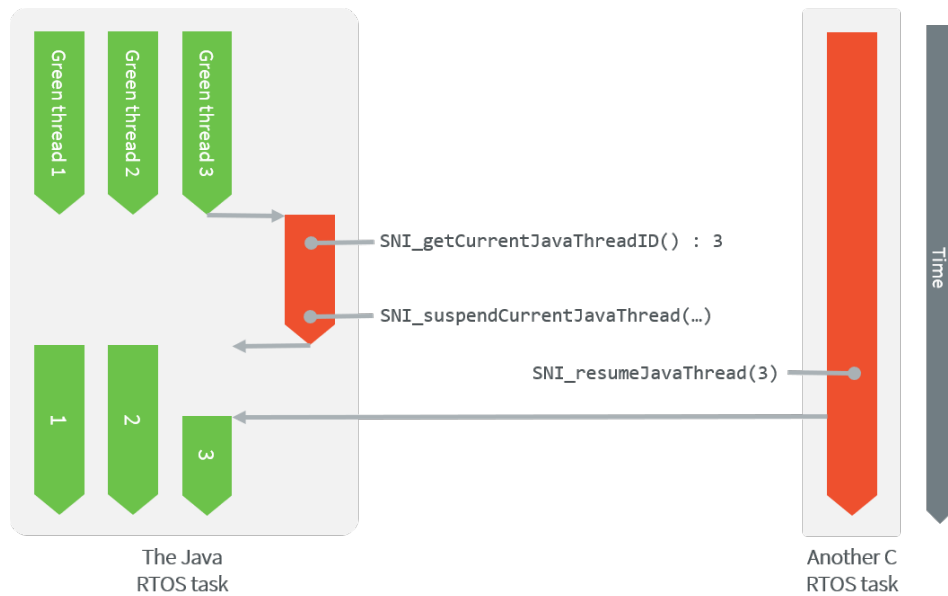 Green thread 1
Green thread 2
Green thread 3
SNI_getCurrentJavaThreadID() : 3
SNI_suspendCurrentJavaThread(…)
SNI_resumeJavaThread(3)
Time
1
2
3
The Java
RTOS task
Another C
RTOS task